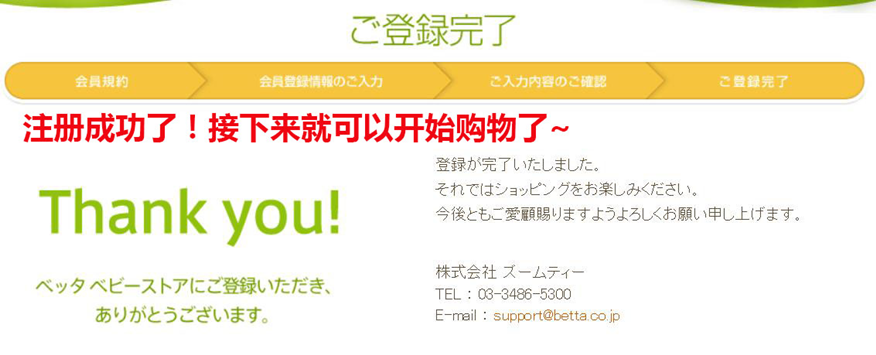 ご登録完了
会員規約
会員登録情報のご入力
ご入力内容のご確認
ご登録完了
注册成功了！接下来就可以开始购物了~
登録が完了いたしました。
それではショッピングをお楽しみください。
今後ともご愛顧賜りますようよろしくお願い申し上げます。
Thank you!
ベッタ ベビーストアにご登録いただき、
ありがとうございます。
株式会社 ズームティー
TEL : 03-3486-5300
E-mail : support@betta.co.jp